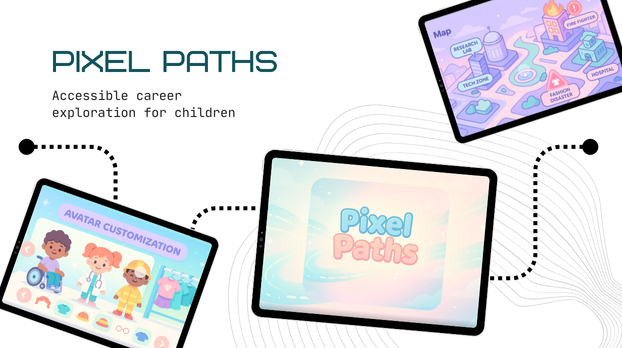 PIXEL PATHS
Accessible career
exploration for children
Map
FIRE FIGHTER
RESEARCH
LAB
TECH ZONE
HOSPITAL
FASHION
DISASTER
AVATAR CUSTOMIZATION
Pixel
Paths